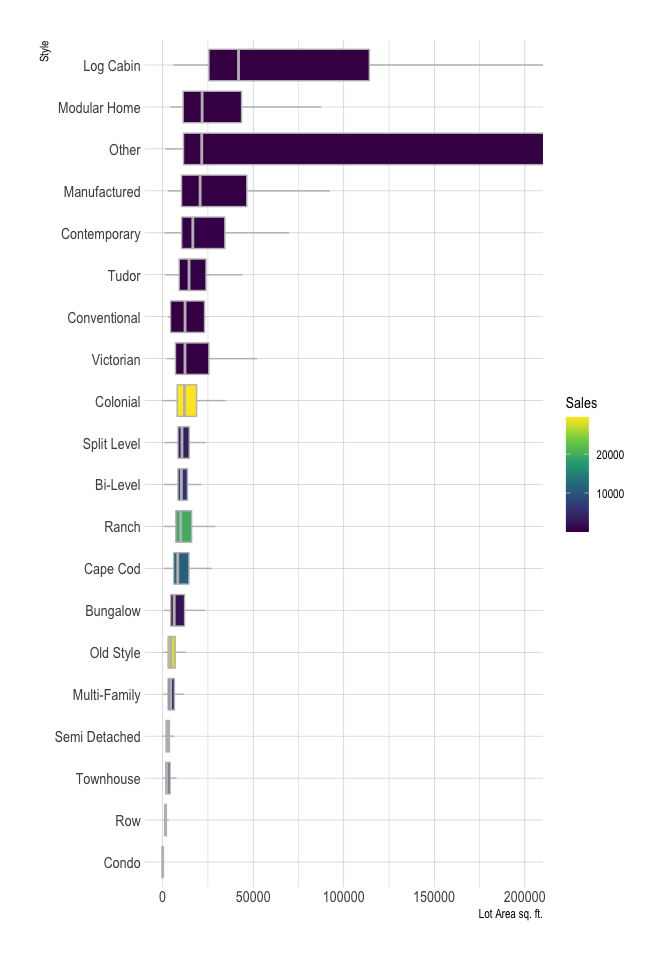 Style
Log Cabin
Modular Home
Other
Manufactured
Contemporary
Tudor
Conventional
Victorian
Colonial
Split Level
Bi-Level
Ranch
Cape Cod
Bungalow
Old Style
Multi-Family
Semi Detached
Townhouse
Row
Condo
0 50000 100000 150000 200000
Lot Area sq. ft.
Sales
20000
10000